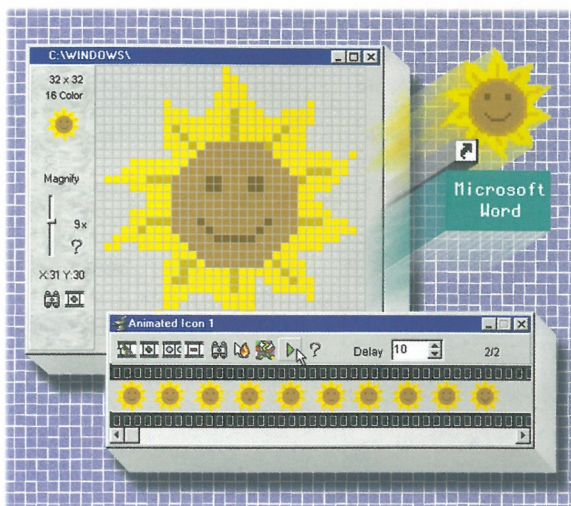 C:\WINDOWS\
32 x 32
16 Color
Magnify
9x
?
X:31 Y:30
Microsoft
Word
Animated Icon 1
?
Delay 10 2/2